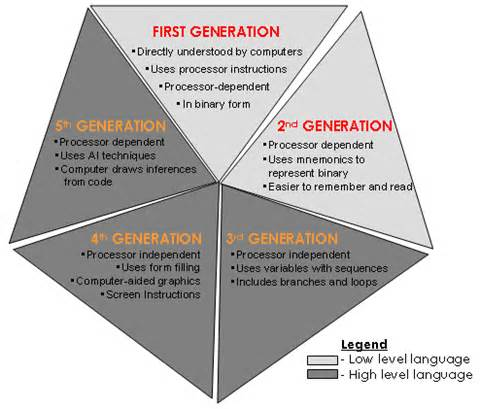 FIRST GENERATION
▪ Directly understood by computers
▪ Uses processor instructions
▪ Processor-dependent
▪ In binary form
2nd GENERATION
▪ Processor dependent
▪ Uses mnemonics to
represent binary
▪ Easier to remember and read
3rd GENERATION
▪ Processor independent
▪ Uses variables with sequences
▪ Includes branches and loops
4th GENERATION
▪ Processor independent
▪ Uses form filling
▪ Computer-aided graphics
▪ Screen Instructions
5th GENERATION
▪ Processor dependent
▪ Uses AI techniques
▪ Computer draws inferences
from code
Legend
- Low level language
- High level language